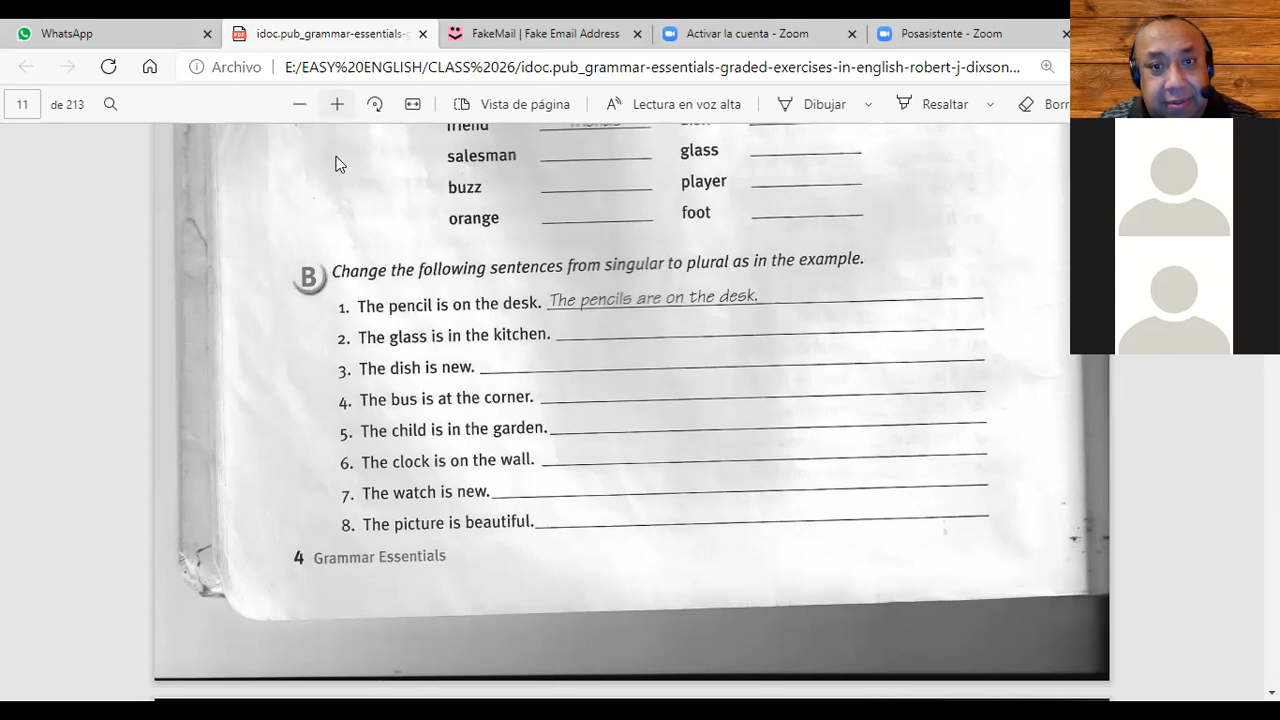 WhatsApp
idoc.pub_grammar-essentials-
FakeMail | Fake Email Address
Activar la cuenta - Zoom
Posasistente - Zoom
Archivo
E:/EASY%20ENGLISH/CLASS%2026/idoc.pub_grammar-essentials-graded-exercises-in-english-robert-j-dixson...
11 de 213
Vista de página
Lectura en voz alta
Dibujar
Resaltar
Borr
friend friends
salesman glass
buzz player
orange foot
B Change the following sentences from singular to plural as in the example.
1. The pencil is on the desk. The pencils are on the desk.
2. The glass is in the kitchen.
3. The dish is new.
4. The bus is at the corner.
5. The child is in the garden.
6. The clock is on the wall.
7. The watch is new.
8. The picture is beautiful.
4 Grammar Essentials